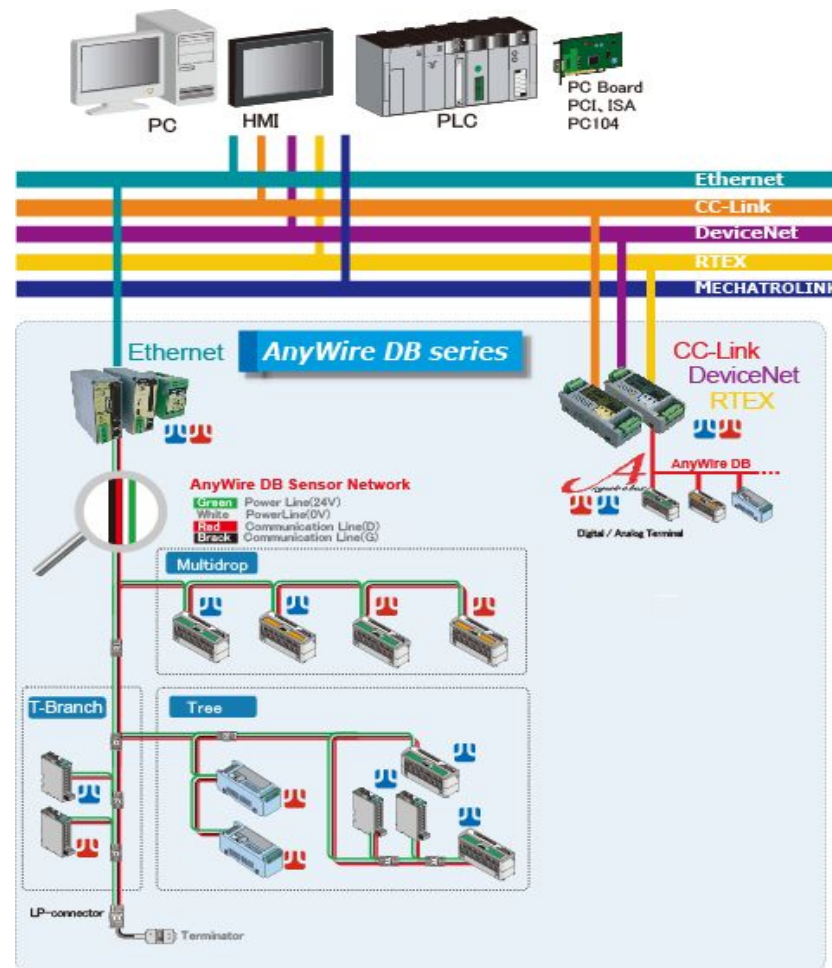 PC
HMI
PLC
PC Board
PCI、ISA
PC104
Ethernet
CC-Link
DeviceNet
RTEX
MECHATROLINK
Ethernet
AnyWire DB series
CC-Link
DeviceNet
RTEX
AnyWire DB
Digital / Analog Terminal
AnyWire DB Sensor Network
Green Power Line(24V)
White PowerLine(0V)
Red Communication Line(D)
Brack Communication Line(G)
Multidrop
T-Branch
Tree
LP-connector
Terminator